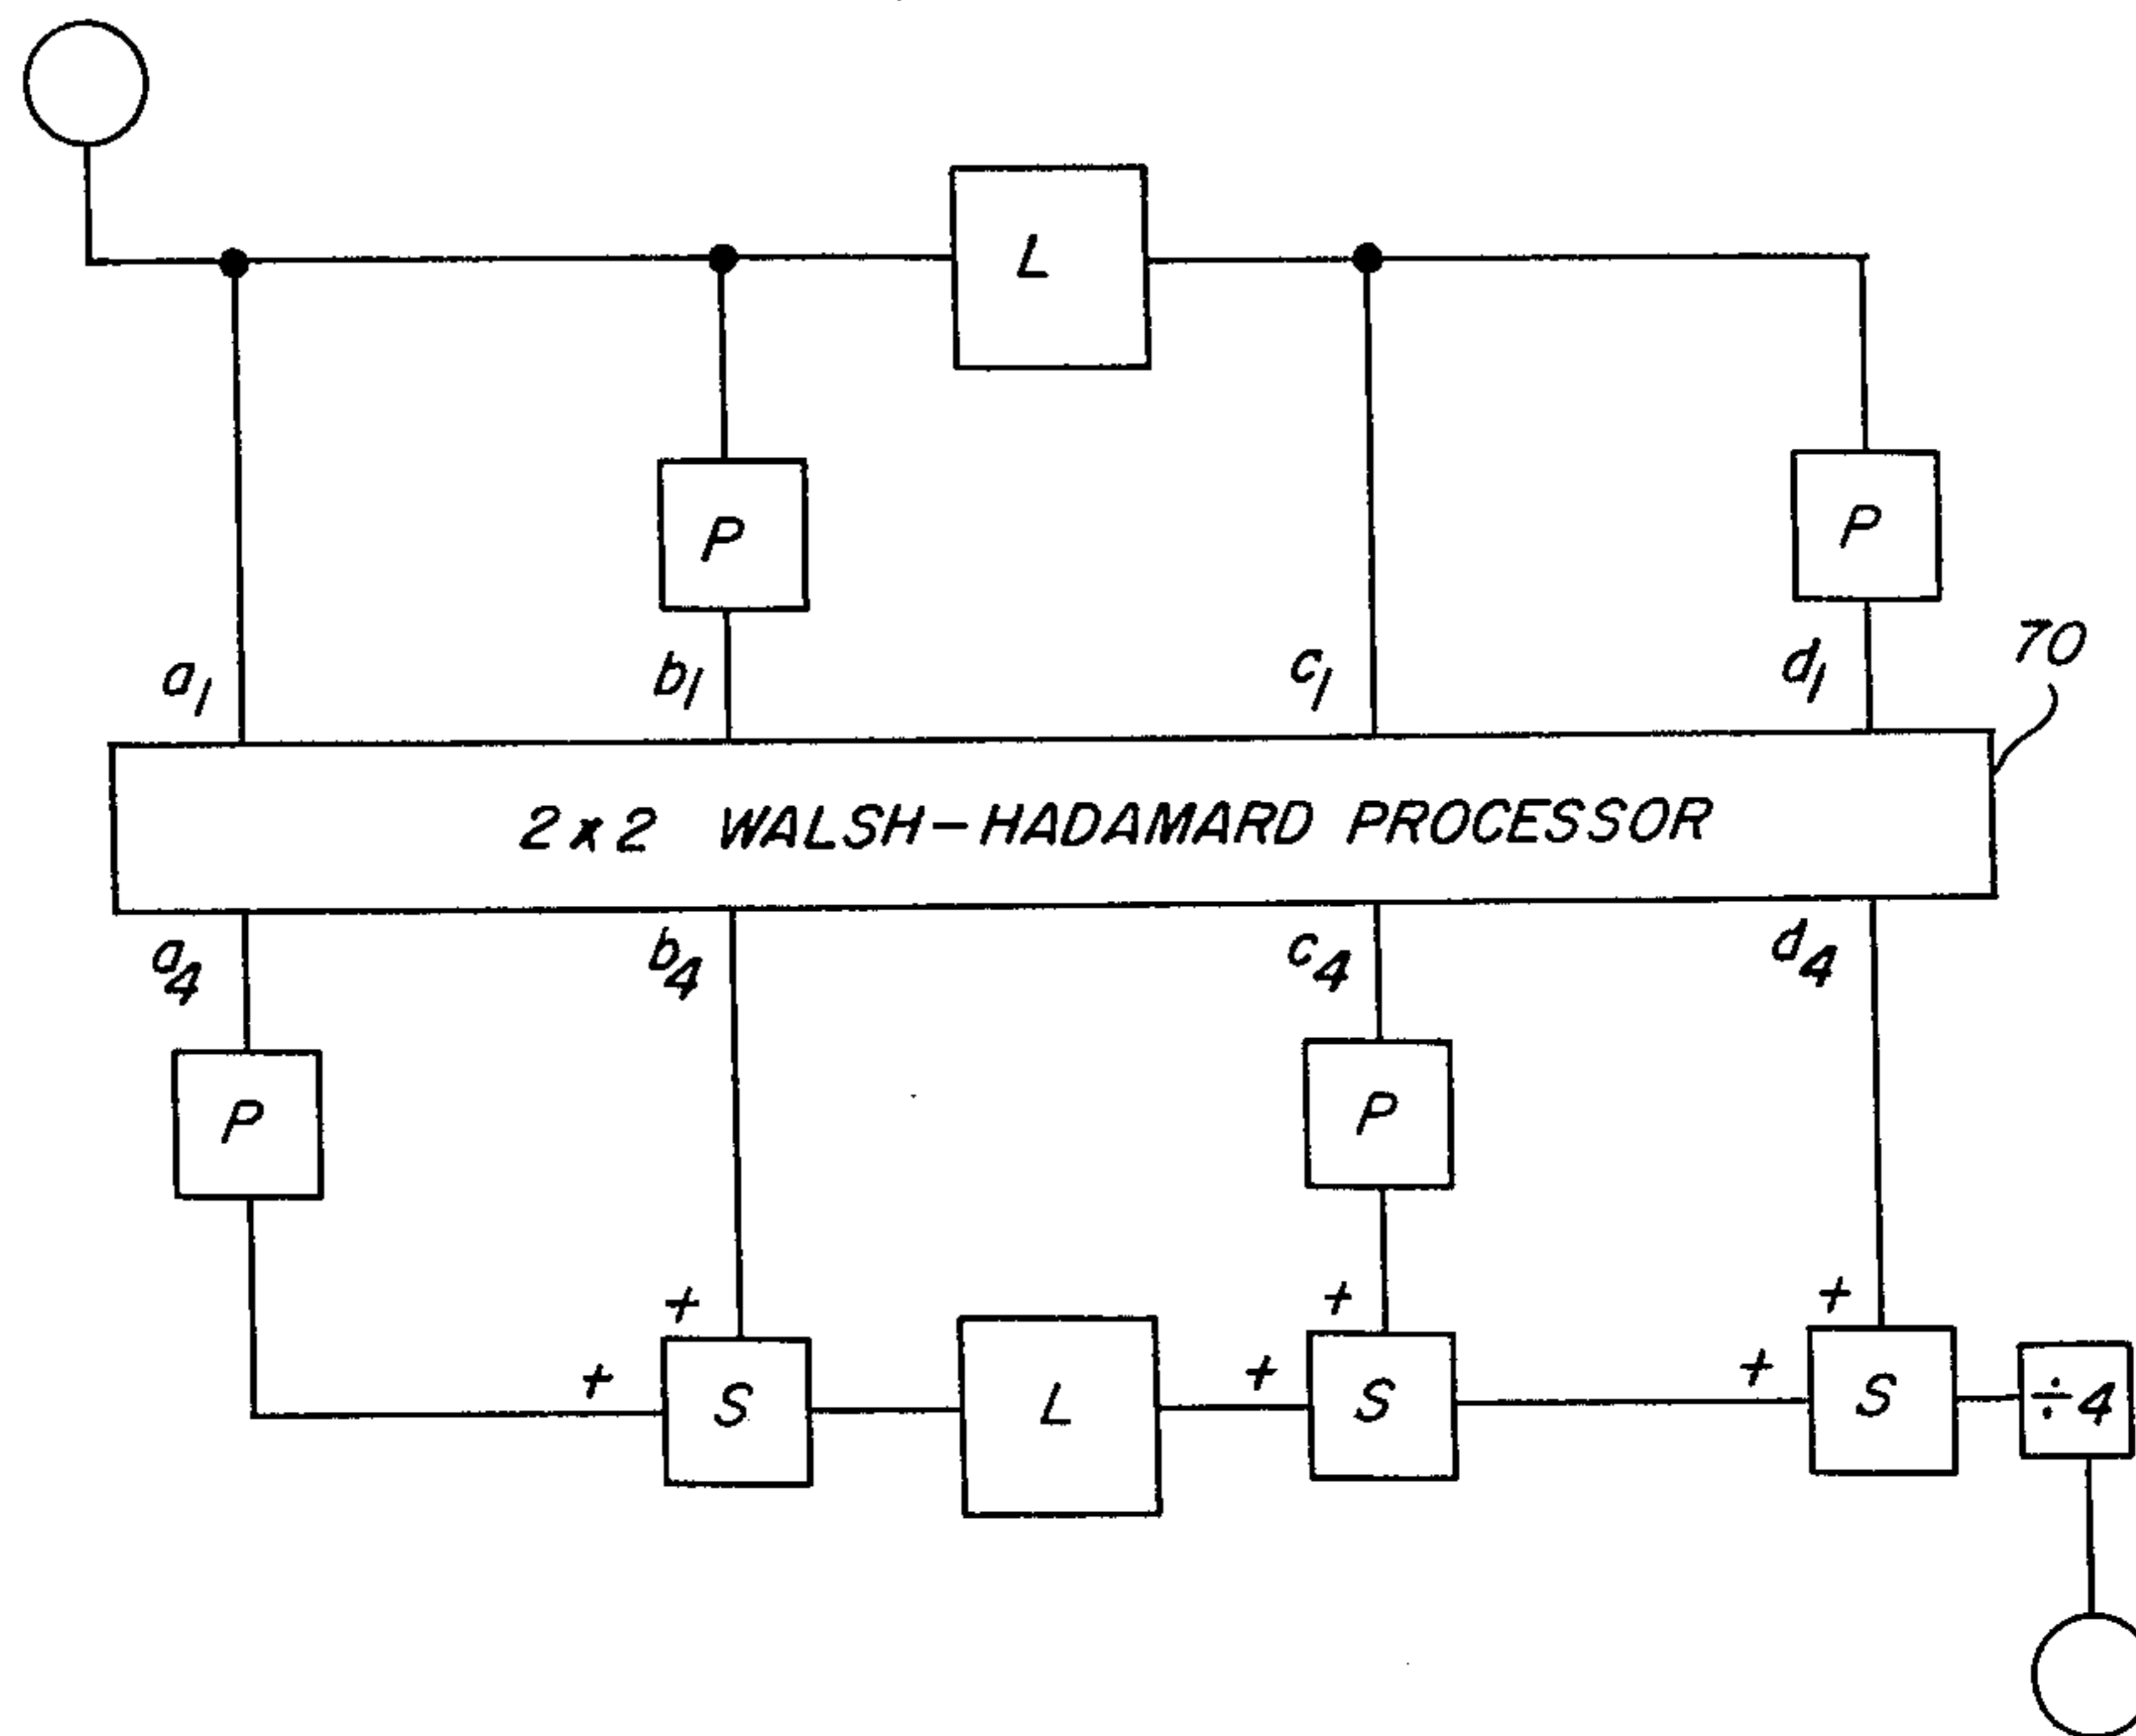 L
P
P
a1
b1
c1
d1
70
2x2 WALSH-HADAMARD PROCESSOR
a4
b4
c4
d4
P
P
+
+
+
+
+
+
S
L
S
S
÷4